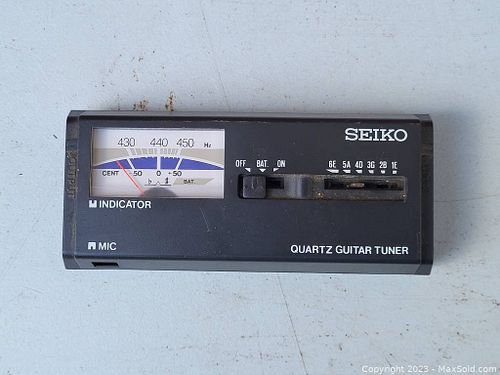 SEIKO
430 440 450 Hz
CENT -50 0 +50
♭ BAT.
OFF BAT. ON
6E 5A 4D 3G 2B 1E
INDICATOR
MIC
QUARTZ GUITAR TUNER
Copyright 2023 - MaxSold.com